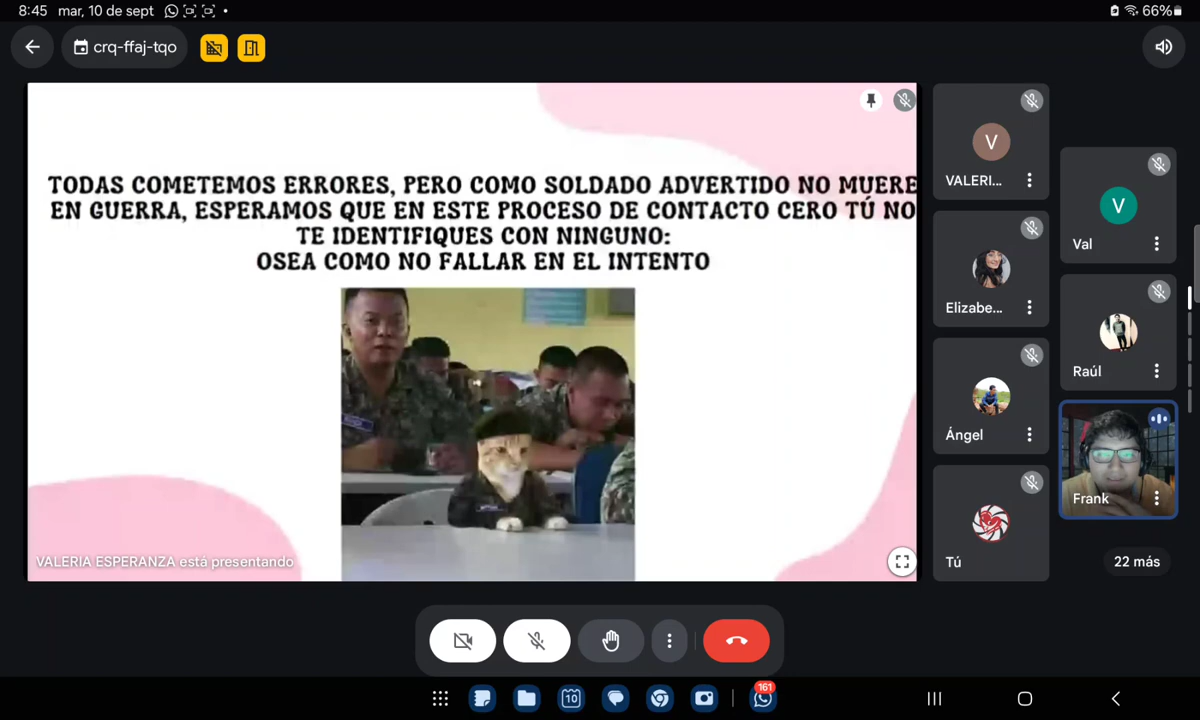 8:45 mar, 10 de sept
66%
crq-ffaj-tqo
TODAS COMETEMOS ERRORES, PERO COMO SOLDADO ADVERTIDO NO MUERE
EN GUERRA, ESPERAMOS QUE EN ESTE PROCESO DE CONTACTO CERO TÚ NO
TE IDENTIFIQUES CON NINGUNO:
OSEA COMO NO FALLAR EN EL INTENTO
VALERIA ESPERANZA está presentando
V
VALERI...
Elizabe...
Ángel
Tú
V
Val
Raúl
Frank
22 más
10
161